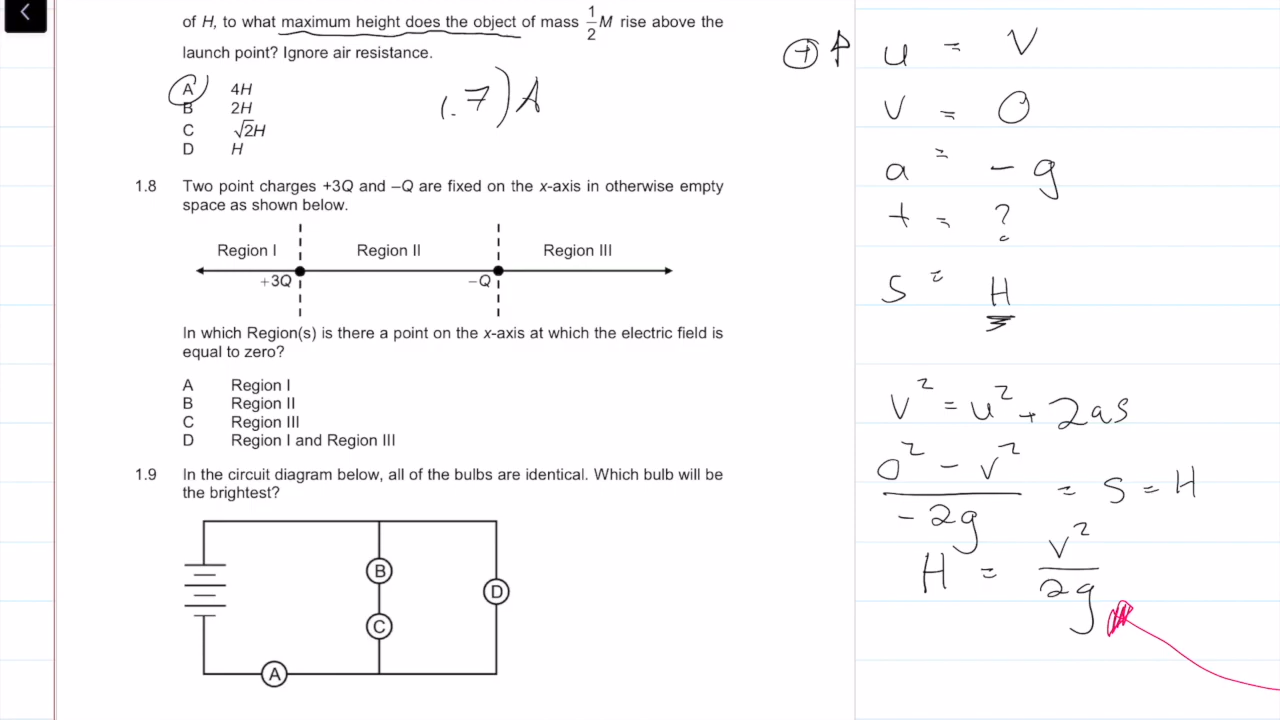 of H, to what maximum height does the object of mass 1/2 M rise above the
launch point? Ignore air resistance.
A 4H
B 2H
C √2H
D H
1.7) A
1.8 Two point charges +3Q and –Q are fixed on the x-axis in otherwise empty
space as shown below.
Region I Region II Region III
+3Q –Q
In which Region(s) is there a point on the x-axis at which the electric field is
equal to zero?
A Region I
B Region II
C Region III
D Region I and Region III
1.9 In the circuit diagram below, all of the bulbs are identical. Which bulb will be
the brightest?
B
D
C
A
+ ↑ u = V
v = 0
a = -g
t = ?
s = H
v² = u² + 2as
0² - v² / -2g = s = H
H = v² / 2g